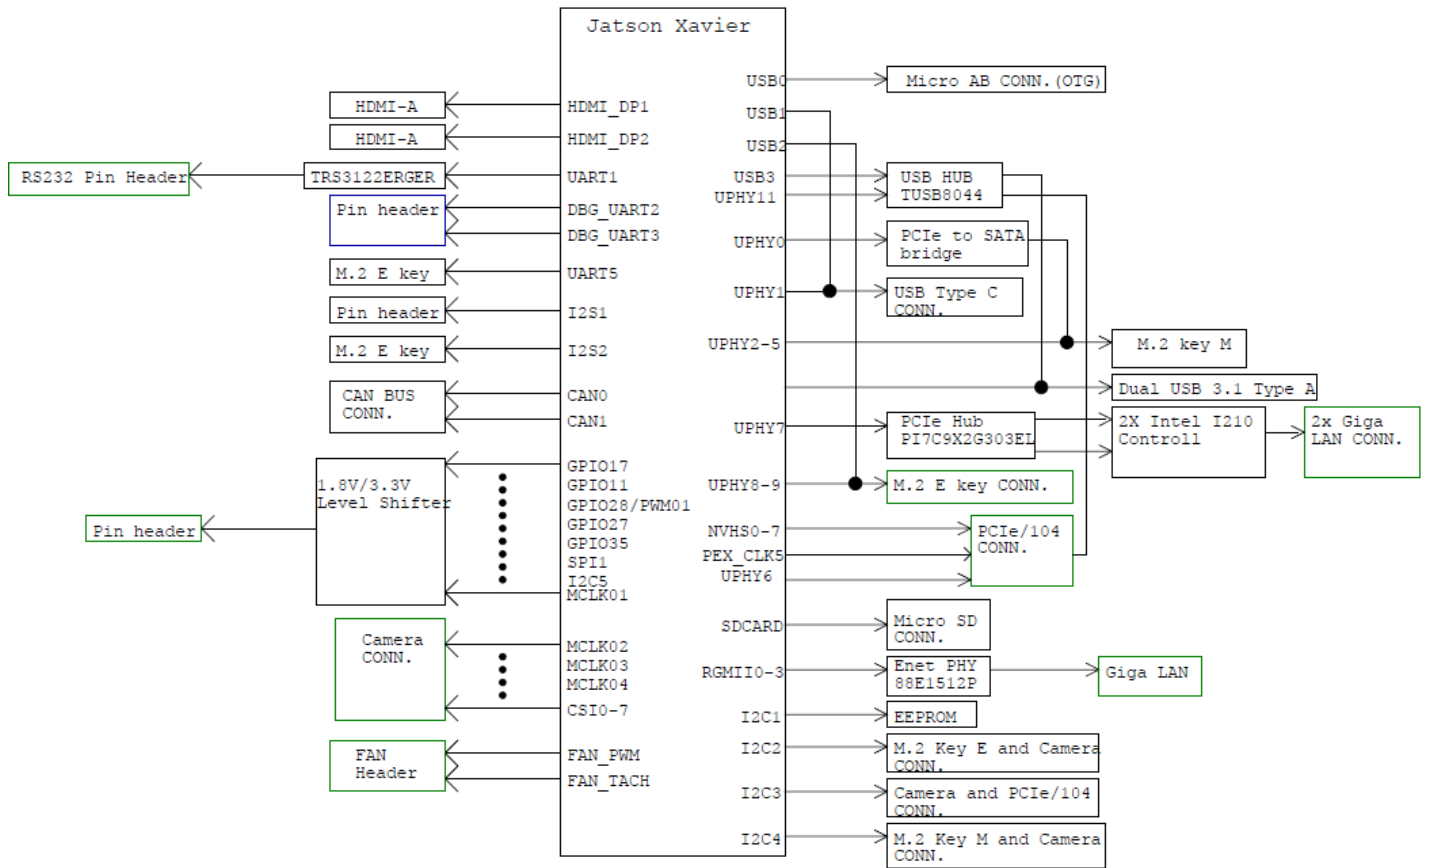 Jatson Xavier
HDMI-A
HDMI-A
RS232 Pin Header
TRS3122ERGER
Pin header
M.2 E key
Pin header
M.2 E key
CAN BUS
CONN.
1.8V/3.3V
Level Shifter
Pin header
Camera
CONN.
FAN
Header
HDMI_DP1
HDMI_DP2
UART1
DBG_UART2
DBG_UART3
UART5
I2S1
I2S2
CAN0
CAN1
GPIO17
GPIO11
GPIO28/PWM01
GPIO27
GPIO35
SPI1
I2C5
MCLK01
MCLK02
MCLK03
MCLK04
CSI0-7
FAN_PWM
FAN_TACH
USB0
USB1
USB2
USB3
UPHY11
UPHY0
UPHY1
UPHY2-5
UPHY7
UPHY8-9
NVHS0-7
PEX_CLK5
UPHY6
SDCARD
RGMII0-3
I2C1
I2C2
I2C3
I2C4
Micro AB CONN.(OTG)
USB HUB
TUSB8044
PCIe to SATA
bridge
USB Type C
CONN.
M.2 key M
Dual USB 3.1 Type A
PCIe Hub
PI7C9X2G303EL
2X Intel I210
Controll
2x Giga
LAN CONN.
M.2 E key CONN.
PCIe/104
CONN.
Micro SD
CONN.
Enet PHY
88E1512P
Giga LAN
EEPROM
M.2 Key E and Camera
CONN.
Camera and PCIe/104
CONN.
M.2 Key M and Camera
CONN.